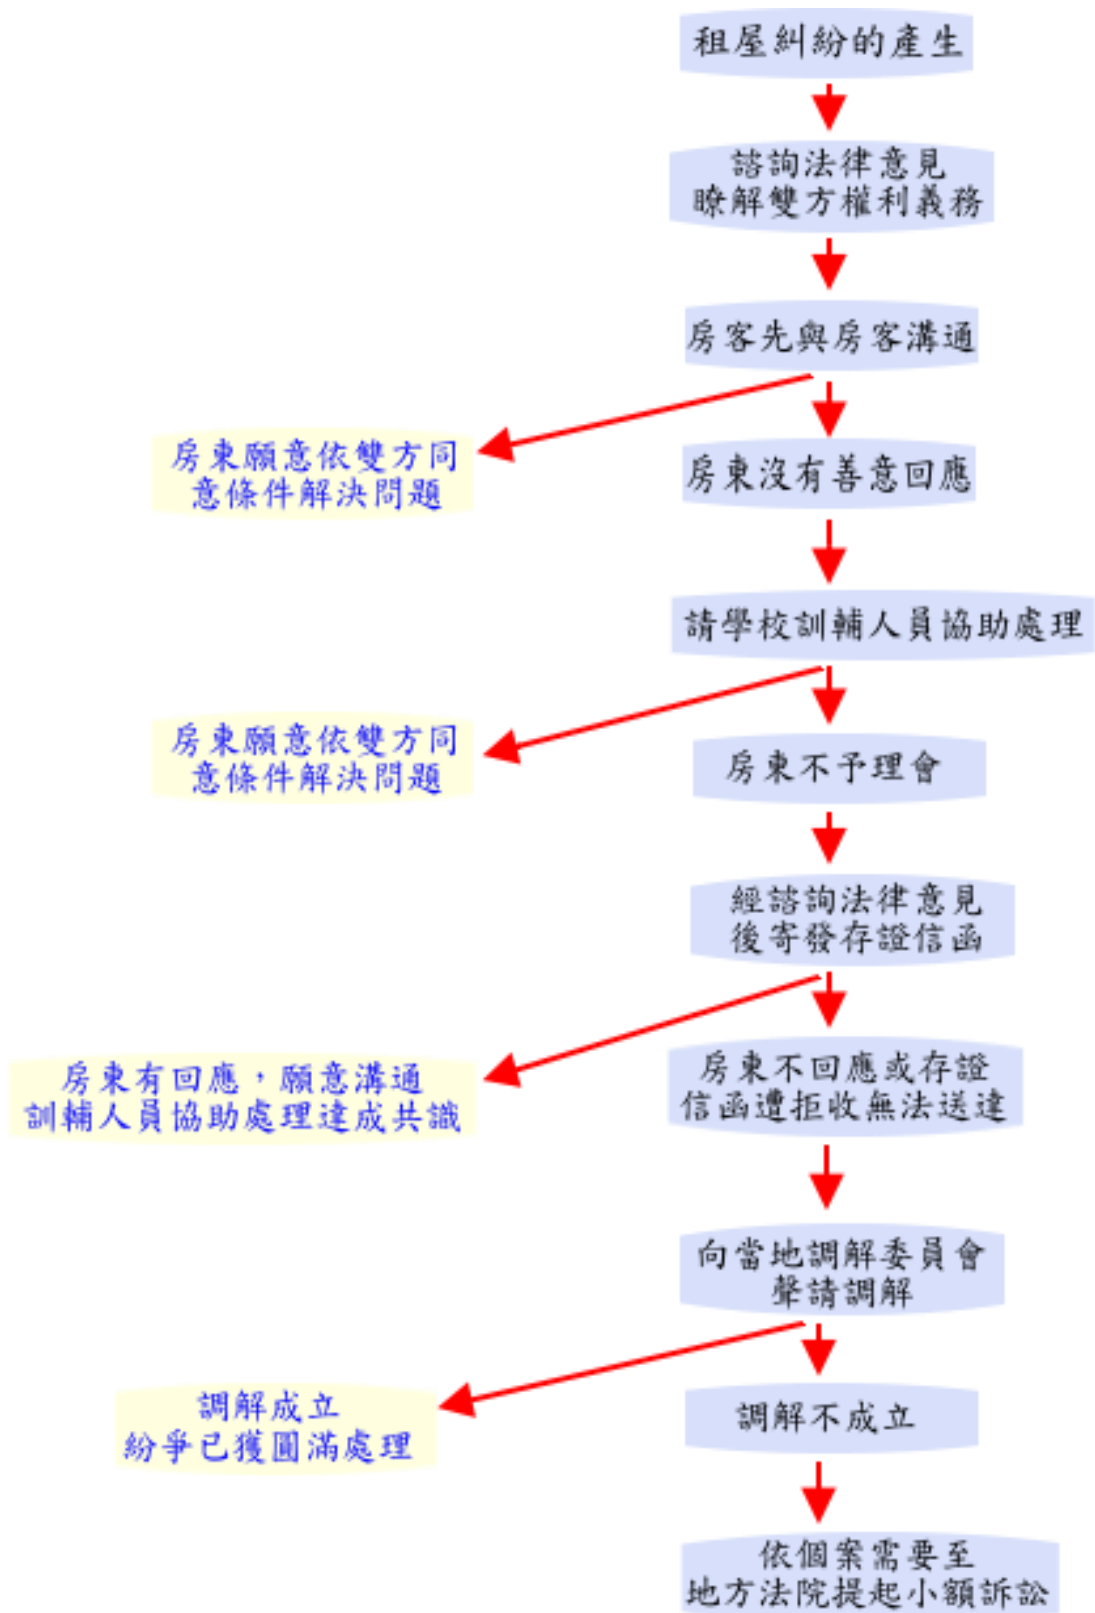 租屋糾紛的產生
諮詢法律意見
瞭解雙方權利義務
房客先與房客溝通
房東願意依雙方同
意條件解決問題
房東沒有善意回應
請學校訓輔人員協助處理
房東願意依雙方同
意條件解決問題
房東不予理會
經諮詢法律意見
後寄發存證信函
房東有回應，願意溝通
訓輔人員協助處理達成共識
房東不回應或存證
信函遭拒收無法送達
向當地調解委員會
聲請調解
調解成立
紛爭已獲圓滿處理
調解不成立
依個案需要至
地方法院提起小額訴訟